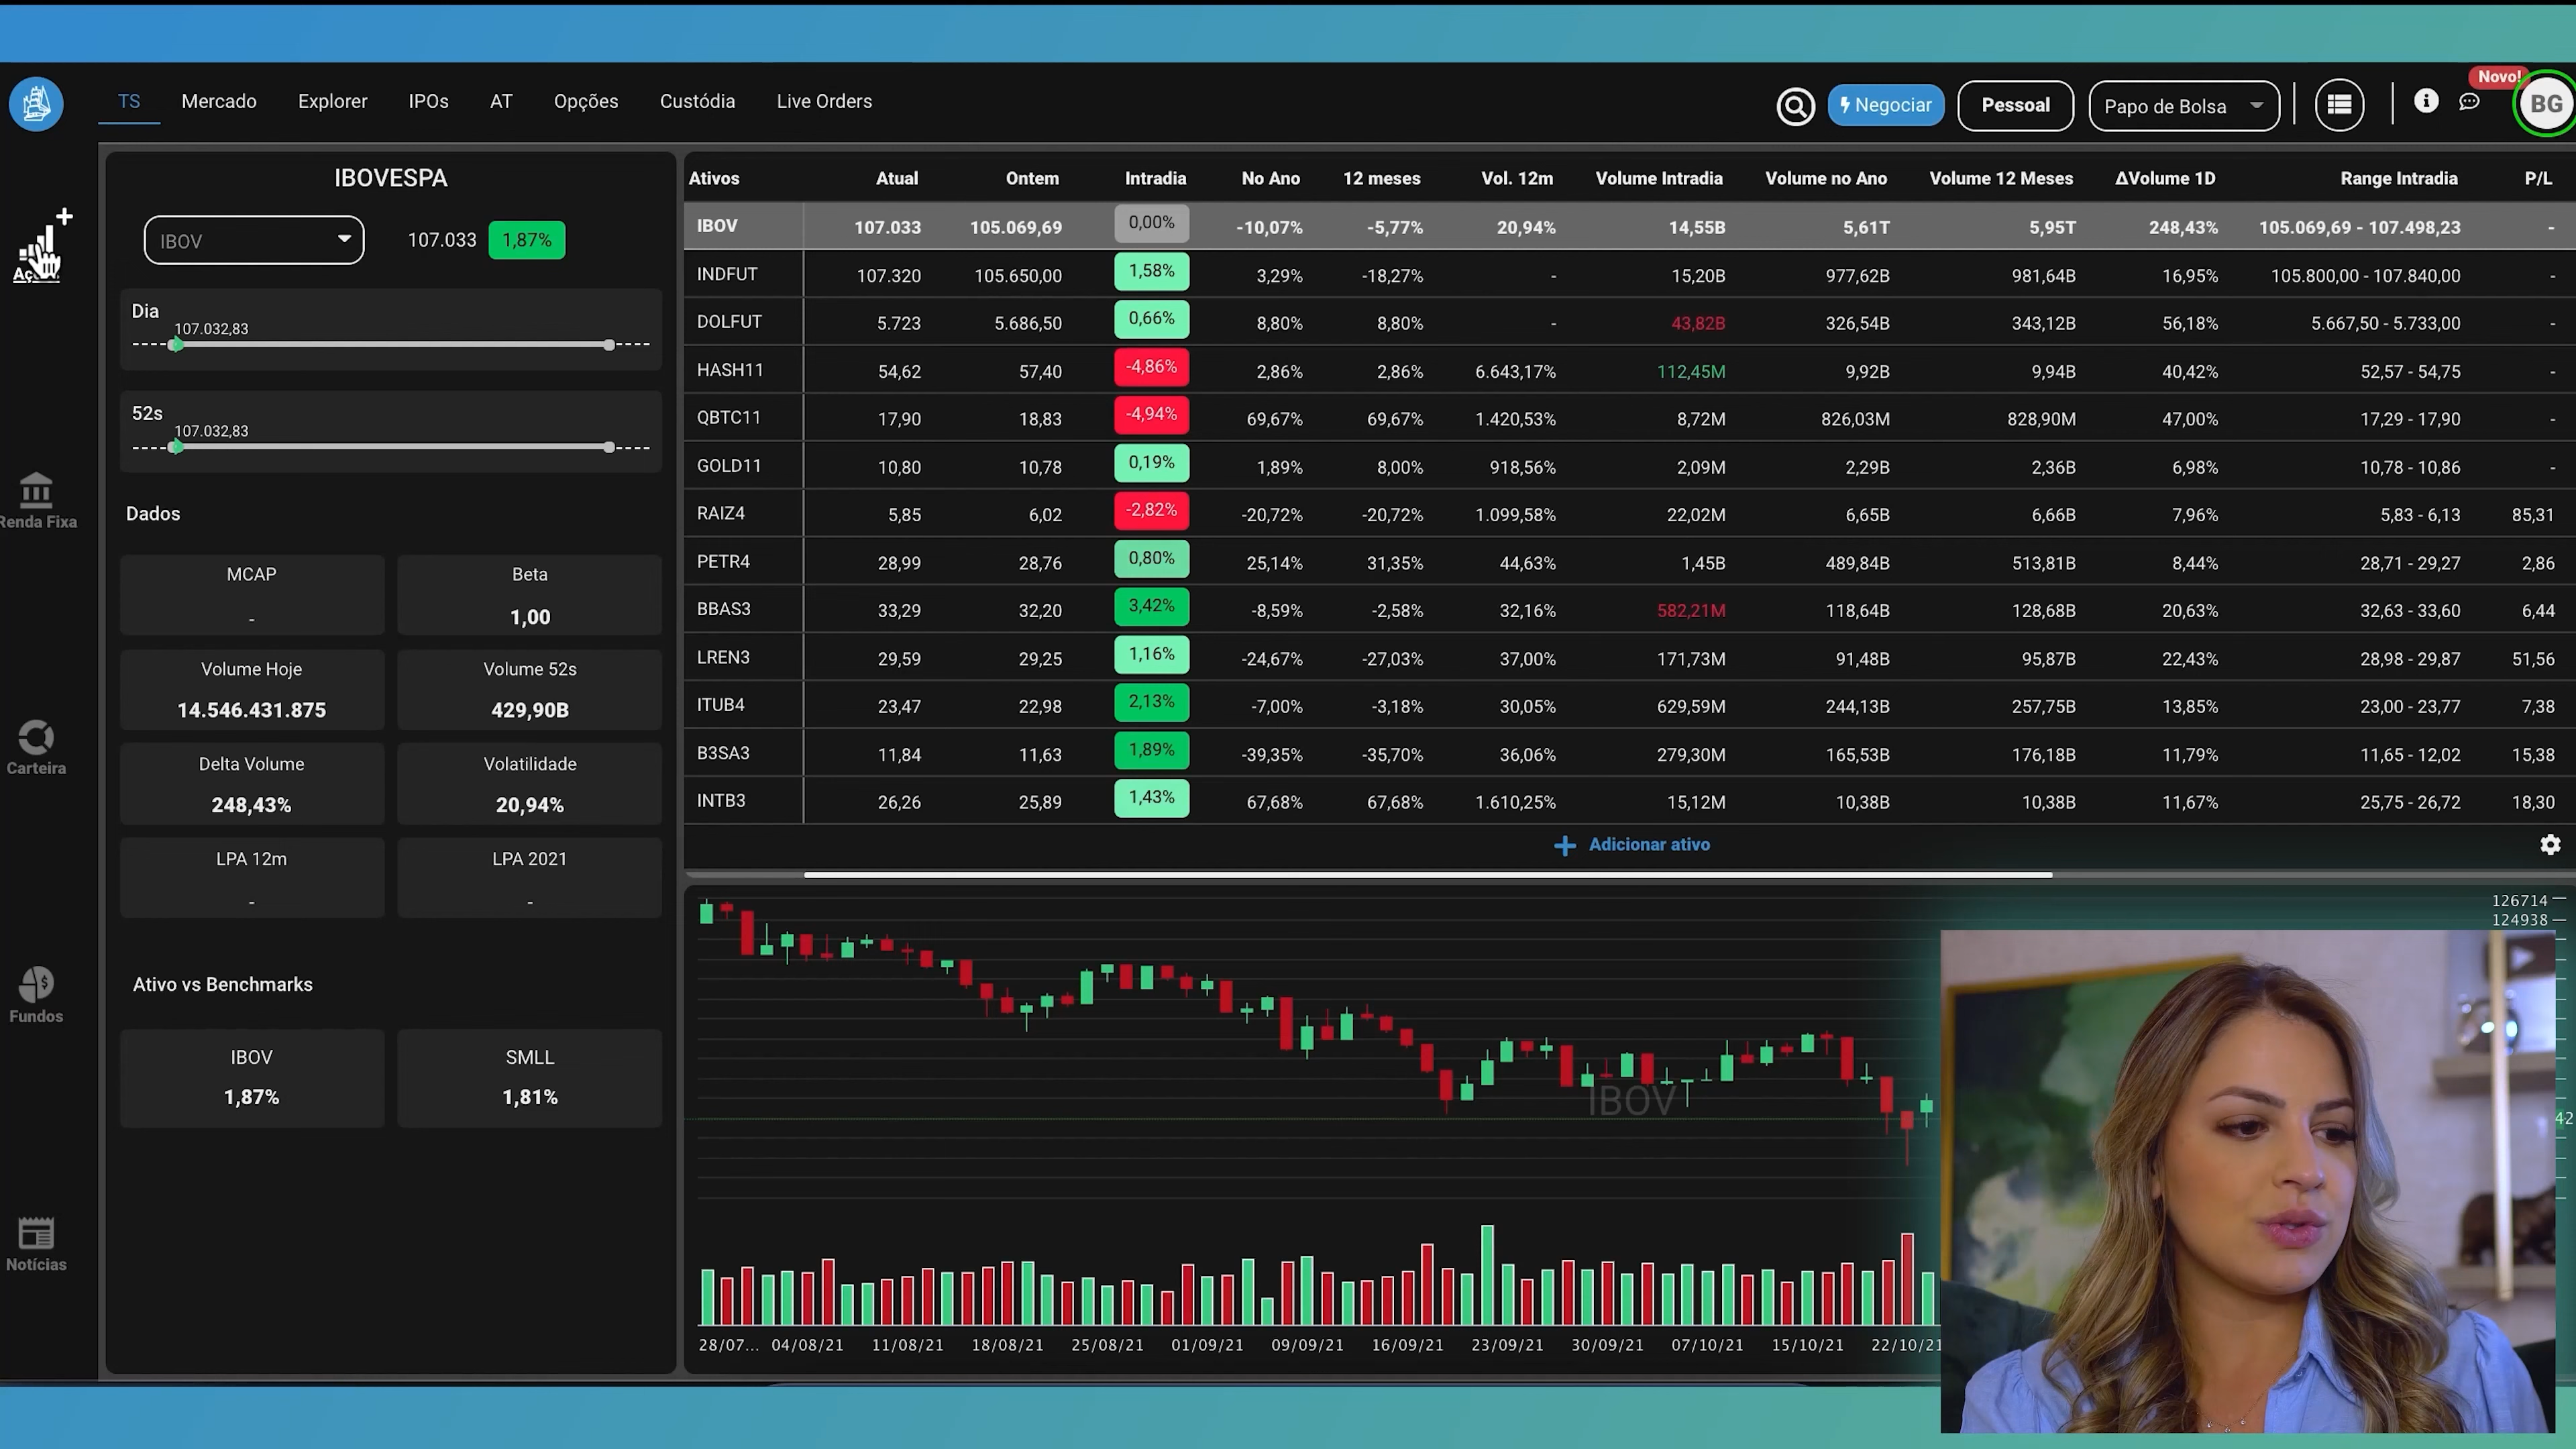 TS Mercado Explorer IPOs AT Opções Custódia Live Orders Negociar Pessoal Papo de Bolsa Novo! BG
Renda Fixa
Carteira
Fundos
Notícias
IBOVESPA
IBOV 107.033 1,87%
Dia
107.032,83
52s
107.032,83
Dados
MCAP Beta
- 1,00
Volume Hoje Volume 52s
14.546.431.875 429,90B
Delta Volume Volatilidade
248,43% 20,94%
LPA 12m LPA 2021
- -
Ativo vs Benchmarks
IBOV SMLL
1,87% 1,81%
Ativos Atual Ontem Intradia No Ano 12 meses Vol. 12m Volume Intradia Volume no Ano Volume 12 Meses ΔVolume 1D Range Intradia P/L
IBOV 107.033 105.069,69 0,00% -10,07% -5,77% 20,94% 14,55B 5,61T 5,95T 248,43% 105.069,69 - 107.498,23 -
INDFUT 107.320 105.650,00 1,58% 3,29% -18,27% - 15,20B 977,62B 981,64B 16,95% 105.800,00 - 107.840,00 -
DOLFUT 5.723 5.686,50 0,66% 8,80% 8,80% - 43,82B 326,54B 343,12B 56,18% 5.667,50 - 5.733,00 -
HASH11 54,62 57,40 -4,86% 2,86% 2,86% 6.643,17% 112,45M 9,92B 9,94B 40,42% 52,57 - 54,75 -
QBTC11 17,90 18,83 -4,94% 69,67% 69,67% 1.420,53% 8,72M 826,03M 828,90M 47,00% 17,29 - 17,90 -
GOLD11 10,80 10,78 0,19% 1,89% 8,00% 918,56% 2,09M 2,29B 2,36B 6,98% 10,78 - 10,86 -
RAIZ4 5,85 6,02 -2,82% -20,72% -20,72% 1.099,58% 22,02M 6,65B 6,66B 7,96% 5,83 - 6,13 85,31
PETR4 28,99 28,76 0,80% 25,14% 31,35% 44,63% 1,45B 489,84B 513,81B 8,44% 28,71 - 29,27 2,86
BBAS3 33,29 32,20 3,42% -8,59% -2,58% 32,16% 582,21M 118,64B 128,68B 20,63% 32,63 - 33,60 6,44
LREN3 29,59 29,25 1,16% -24,67% -27,03% 37,00% 171,73M 91,48B 95,87B 22,43% 28,98 - 29,87 51,56
ITUB4 23,47 22,98 2,13% -7,00% -3,18% 30,05% 629,59M 244,13B 257,75B 13,85% 23,00 - 23,77 7,38
B3SA3 11,84 11,63 1,89% -39,35% -35,70% 36,06% 279,30M 165,53B 176,18B 11,79% 11,65 - 12,02 15,38
INTB3 26,26 25,89 1,43% 67,68% 67,68% 1.610,25% 15,12M 10,38B 10,38B 11,67% 25,75 - 26,72 18,30
Adicionar ativo
126714
124938
IBOV
42
28/07... 04/08/21 11/08/21 18/08/21 25/08/21 01/09/21 09/09/21 16/09/21 23/09/21 30/09/21 07/10/21 15/10/21 22/10/21